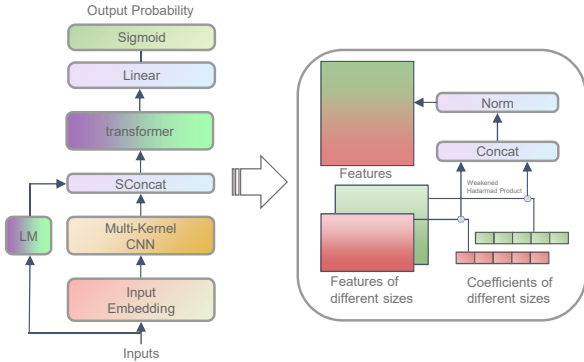 Output Probability
Sigmoid
Linear
transformer
SConcat
LM
Multi-Kernel
CNN
Input
Embedding
Inputs
Norm
Concat
Features
Weakened
Hadarmad Product
Features of
different sizes
Coefficients of
different sizes